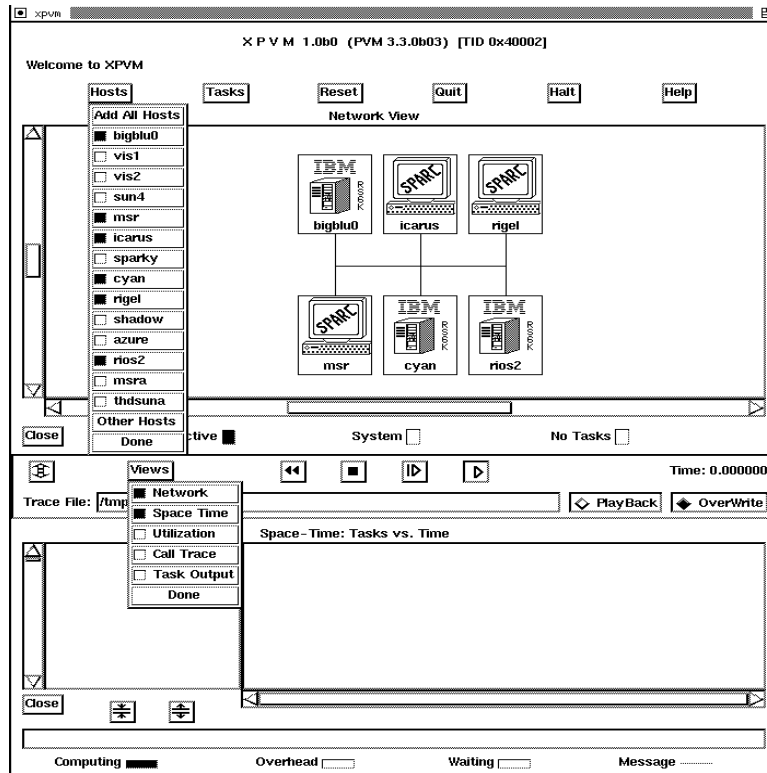 xpvm
X P V M 1.0b0 (PVM 3.3.0b03) [TID 0x40002]
Welcome to XPVM
Hosts Tasks Reset Quit Halt Help
Add All Hosts
Network View
bigblu0
vis1
vis2
sun4
msr
icarus
sparky
cyan
rigel
shadow
azure
rios2
msra
thdsuna
Other Hosts
Done
IBM SPARC SPARC
RS6K
bigblu0 icarus rigel
SPARC IBM IBM
RS6K RS6K
msr cyan rios2
Close ctive System No Tasks
Views Time: 0.000000
Trace File: /tmp PlayBack OverWrite
Network
Space Time
Utilization
Call Trace
Task Output
Done
Space-Time: Tasks vs. Time
Close
Computing Overhead Waiting Message